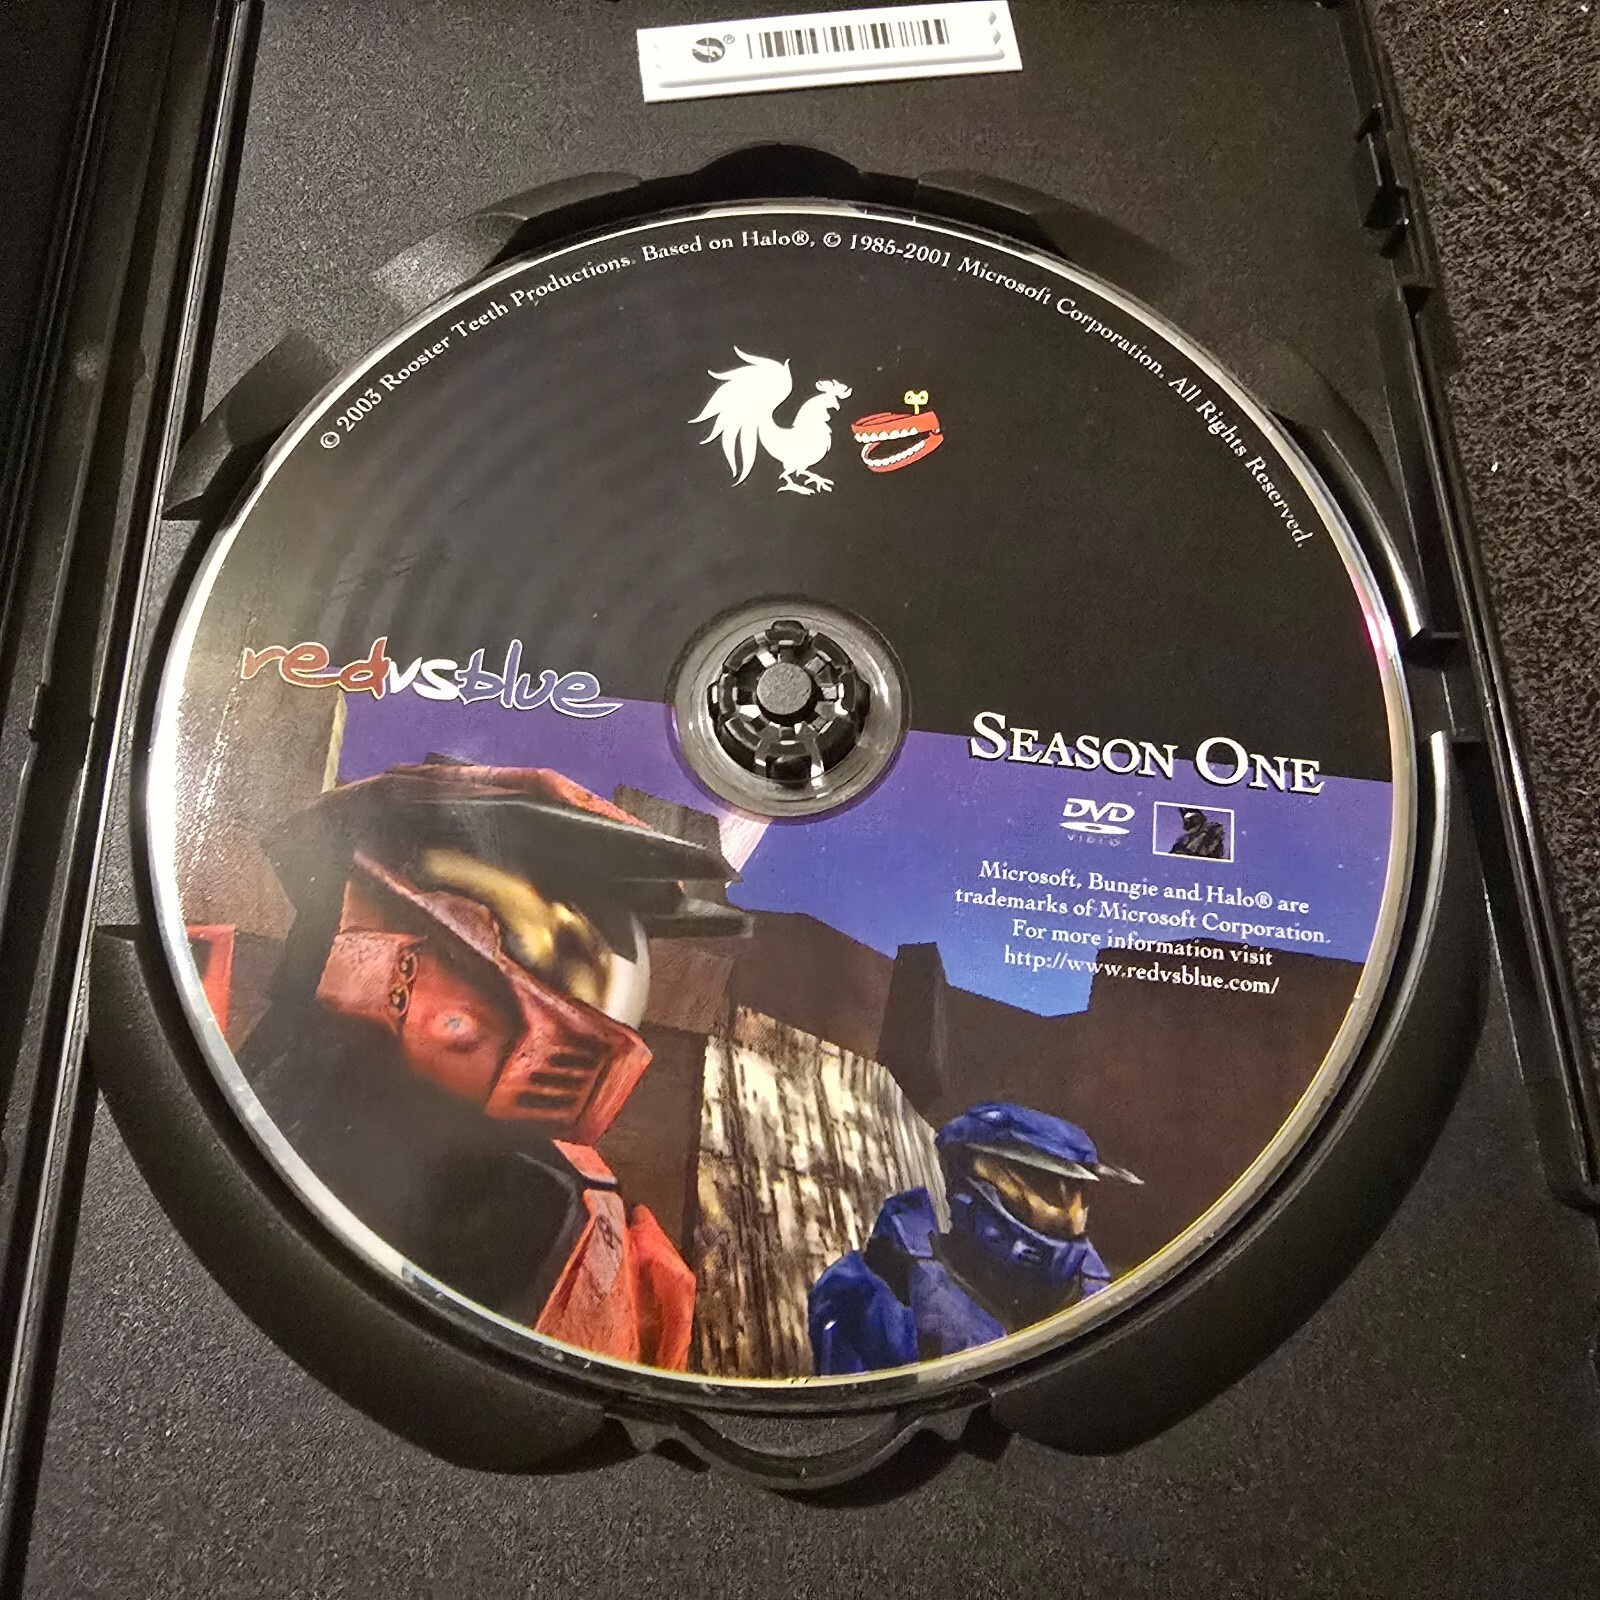 © 2003 Rooster Teeth Productions. Based on Halo®, © 1985-2001 Microsoft Corporation. All Rights Reserved.
redvsblue
SEASON ONE
DVD
VIDEO
Microsoft, Bungie and Halo® are
trademarks of Microsoft Corporation.
For more information visit
http://www.redvsblue.com/